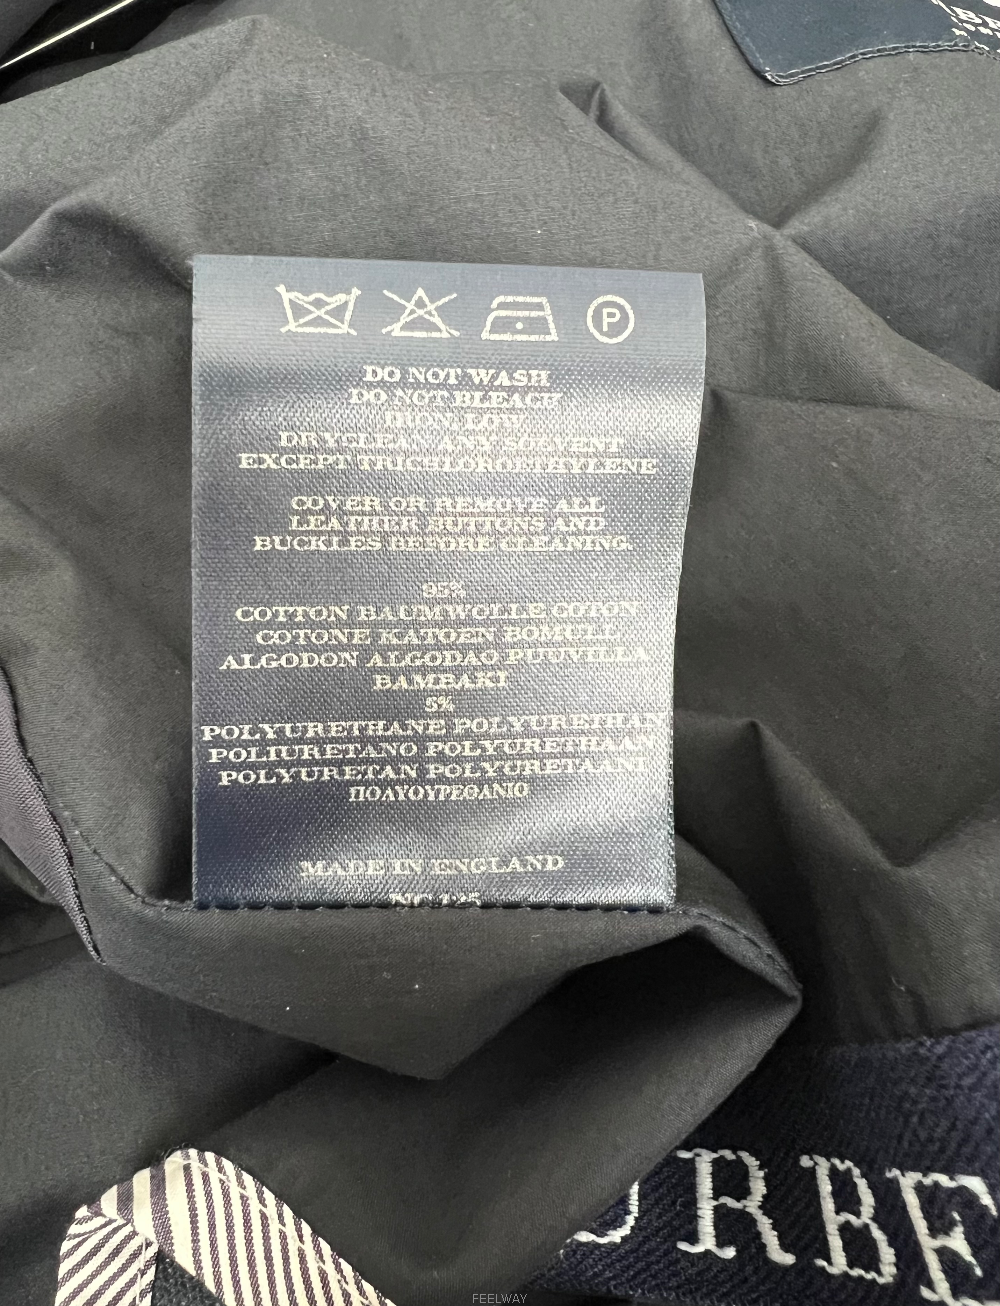 P
DO NOT WASH
DO NOT BLEACH
IRON LOW
DRYCLEAN ANY SOLVENT
EXCEPT TRICHLOROETHYLENE
COVER OR REMOVE ALL
LEATHER BUTTONS AND
BUCKLES BEFORE CLEANING.
95%
COTTON BAUMWOLLE COTON
COTONE KATOEN BOMULL
ALGODON ALGODAO PUUVILLA
BAMBAKI
5%
POLYURETHANE POLYURETHAN
POLIURETANO POLYURETHAAN
POLYURETAN POLYURETAANI
ΠΟΛΥΟΥΡΕΘΑΝΙΟ
MADE IN ENGLAND
URBE
FEELWAY